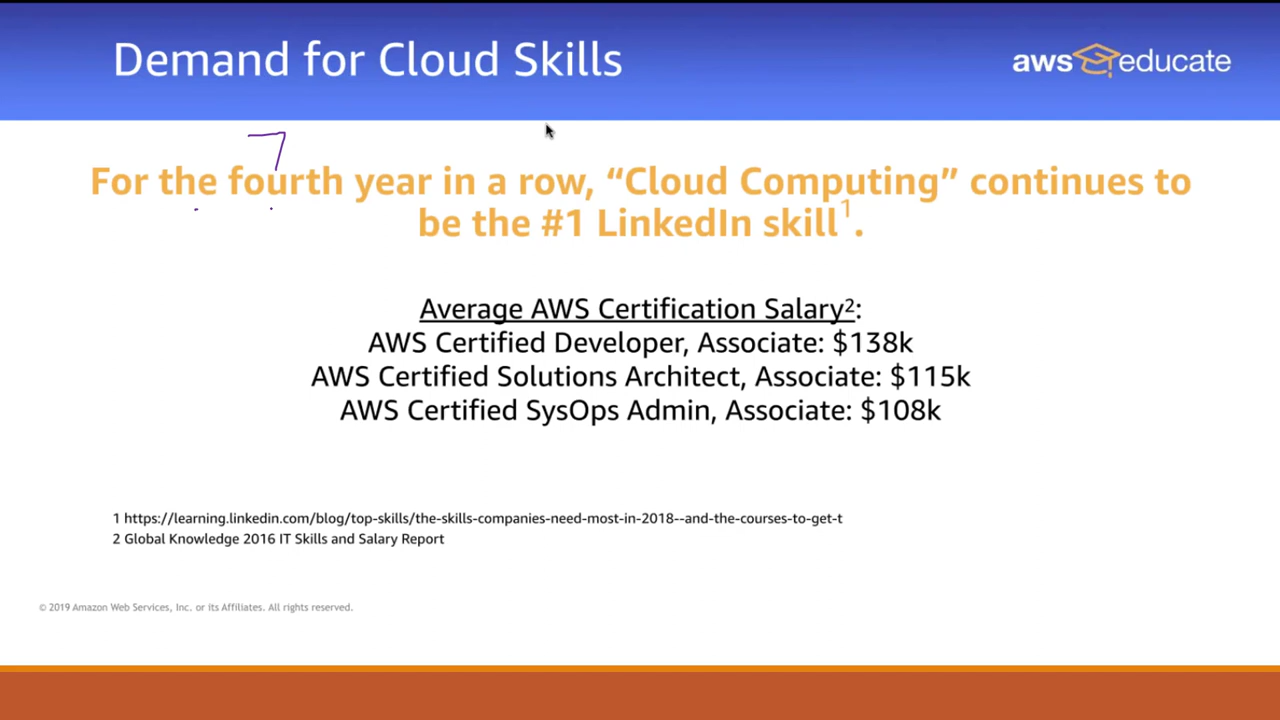 Demand for Cloud Skills
aws educate
7
For the fourth year in a row, “Cloud Computing” continues to
be the #1 LinkedIn skill1.
Average AWS Certification Salary2:
AWS Certified Developer, Associate: $138k
AWS Certified Solutions Architect, Associate: $115k
AWS Certified SysOps Admin, Associate: $108k
1 https://learning.linkedin.com/blog/top-skills/the-skills-companies-need-most-in-2018--and-the-courses-to-get-t
2 Global Knowledge 2016 IT Skills and Salary Report
© 2019 Amazon Web Services, Inc. or its Affiliates. All rights reserved.